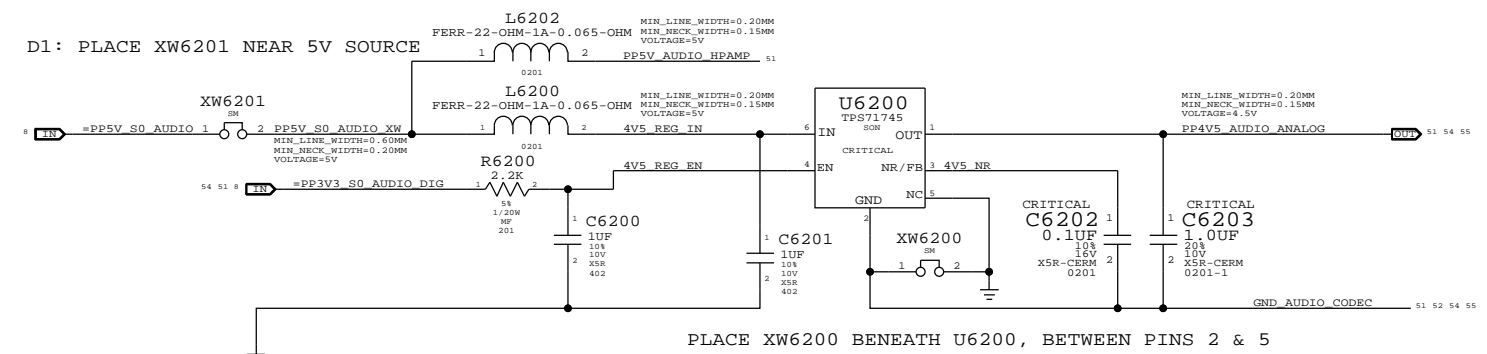 D1: PLACE XW6201 NEAR 5V SOURCE
L6202
FERR-22-OHM-1A-0.065-OHM
MIN_LINE_WIDTH=0.20MM
MIN_NECK_WIDTH=0.15MM
VOLTAGE=5V
1
2
PP5V_AUDIO_HPAMP
51
0201
XW6201
SM
8
IN
=PP5V_S0_AUDIO
1
2
PP5V_S0_AUDIO_XW
MIN_LINE_WIDTH=0.60MM
MIN_NECK_WIDTH=0.20MM
VOLTAGE=5V
L6200
FERR-22-OHM-1A-0.065-OHM
MIN_LINE_WIDTH=0.20MM
MIN_NECK_WIDTH=0.15MM
VOLTAGE=5V
1
2
4V5_REG_IN
0201
54 51 8
IN
=PP3V3_S0_AUDIO_DIG
R6200
2.2K
1
2
5%
1/20W
MF
201
4V5_REG_EN
1
C6200
1UF
10%
10V
X5R
402
2
1
C6201
1UF
10%
10V
X5R
402
2
U6200
TPS71745
SON
CRITICAL
6
IN
OUT
1
4
EN
NR/FB
3
4V5_NR
NC
5
GND
2
XW6200
SM
1
2
MIN_LINE_WIDTH=0.20MM
MIN_NECK_WIDTH=0.15MM
VOLTAGE=4.5V
PP4V5_AUDIO_ANALOG
OUT
51 54 55
CRITICAL
C6202
0.1UF
10%
16V
X5R-CERM
0201
1
2
CRITICAL
C6203
1.0UF
20%
10V
X5R-CERM
0201-1
1
2
GND_AUDIO_CODEC
51 52 54 55
PLACE XW6200 BENEATH U6200, BETWEEN PINS 2 & 5